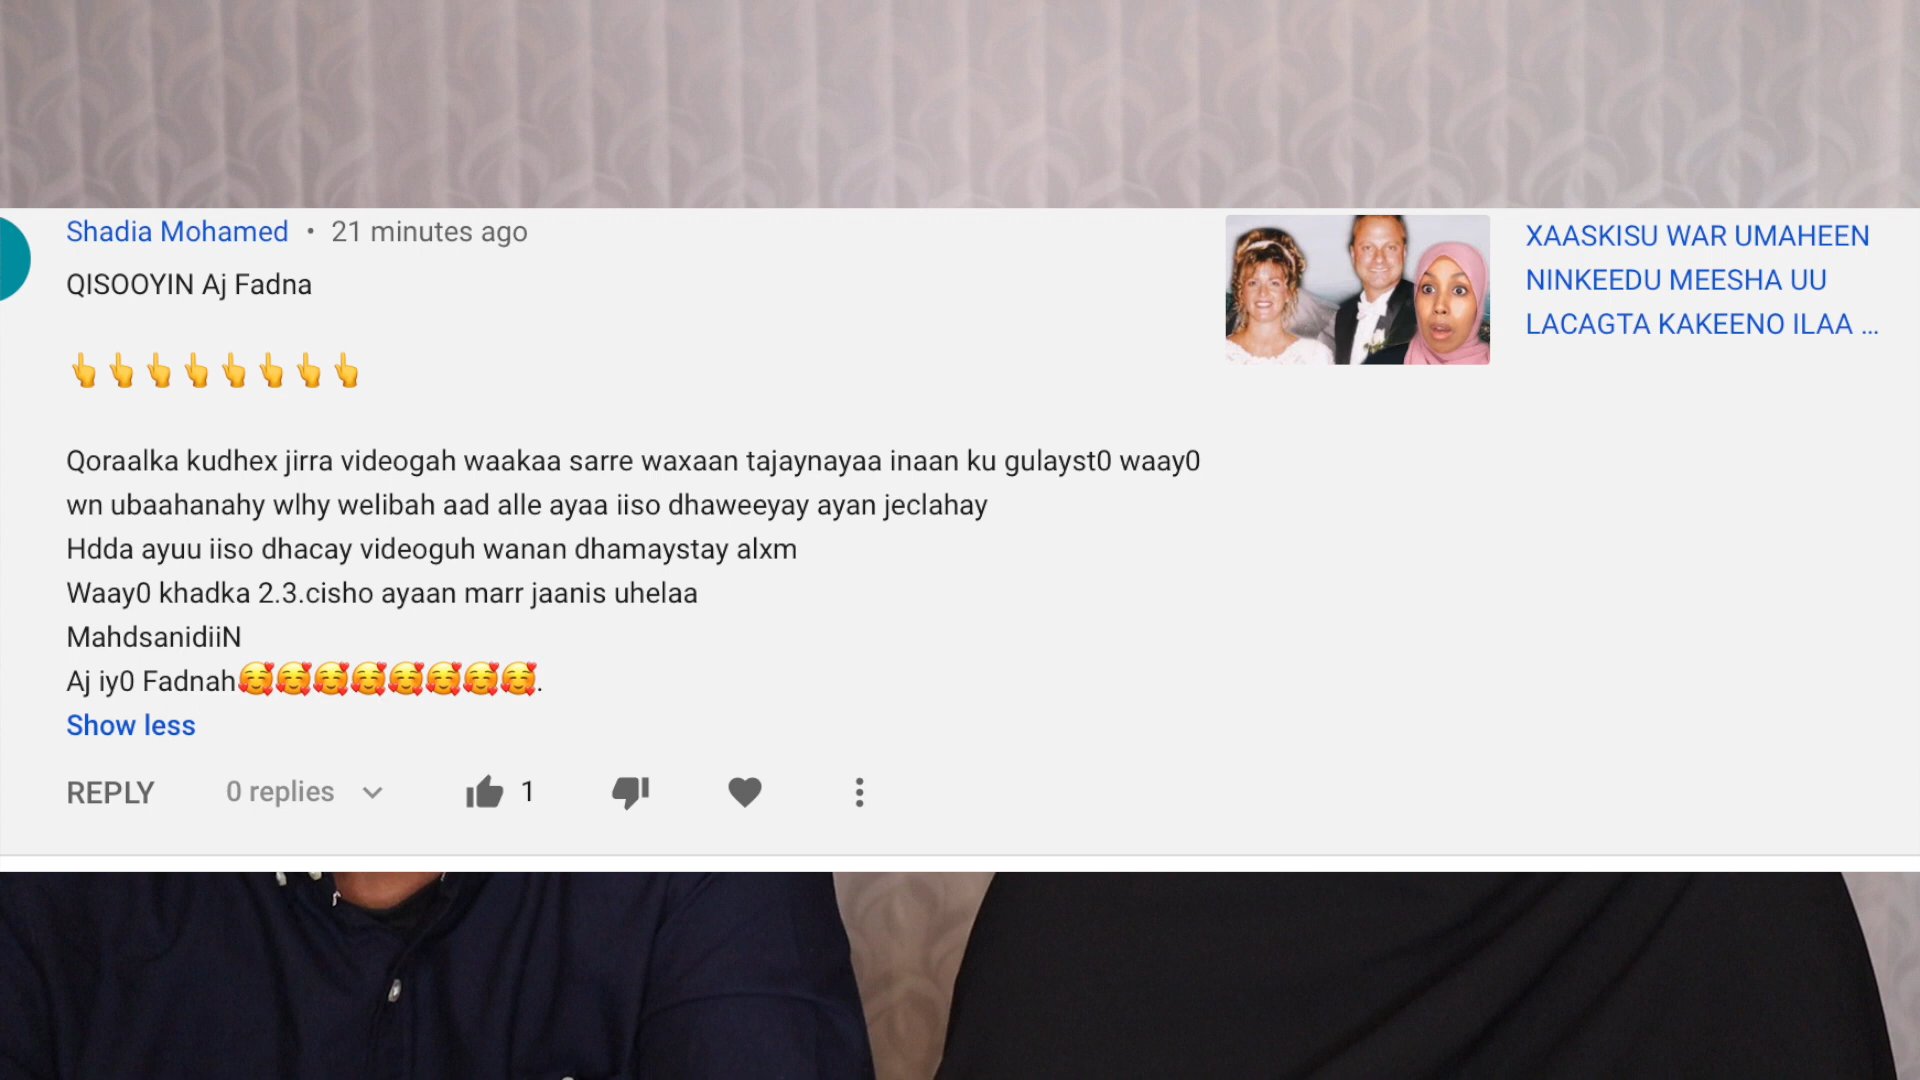 Shadia Mohamed • 21 minutes ago
QISOOYIN Aj Fadna
👆👆👆👆👆👆👆👆
Qoraalka kudhex jirra videogah waakaa sarre waxaan tajaynayaa inaan ku gulayst0 waay0
wn ubaahanahy wlhy welibah aad alle ayaa iiso dhaweeyay ayan jeclahay
Hdda ayuu iiso dhacay videoguh wanan dhamaystay alxm
Waay0 khadka 2.3.cisho ayaan marr jaanis uhelaa
MahdsanidiiN
Aj iy0 Fadnah🥰🥰🥰🥰🥰🥰🥰🥰.
Show less
REPLY 0 replies 1
XAASKISU WAR UMAHEEN
NINKEEDU MEESHA UU
LACAGTA KAKEENO ILAA ...